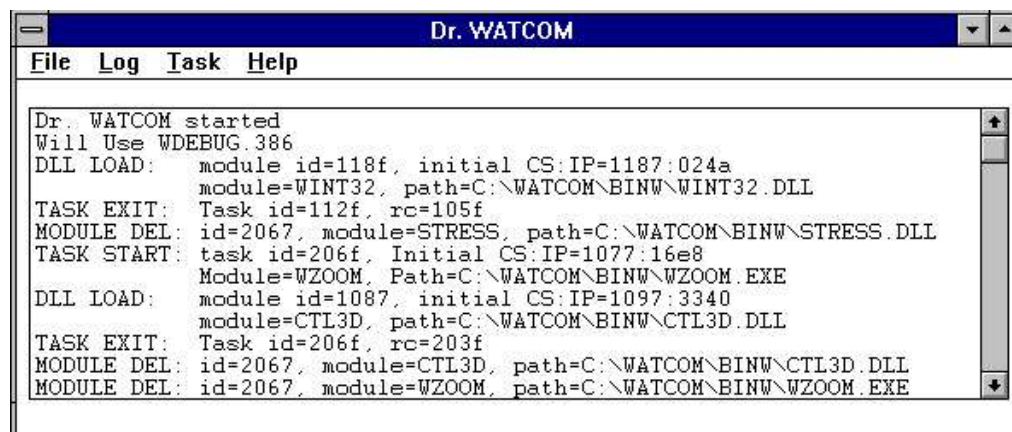 Dr. WATCOM
File Log Task Help
Dr. WATCOM started
Will Use WDEBUG.386
DLL LOAD: module id=118f, initial CS:IP=1187:024a
module=WINT32, path=C:\WATCOM\BINW\WINT32.DLL
TASK EXIT: Task id=112f, rc=105f
MODULE DEL: id=2067, module=STRESS, path=C:\WATCOM\BINW\STRESS.DLL
TASK START: task id=206f, Initial CS:IP=1077:16e8
Module=WZOOM, Path=C:\WATCOM\BINW\WZOOM.EXE
DLL LOAD: module id=1087, initial CS:IP=1097:3340
module=CTL3D, path=C:\WATCOM\BINW\CTL3D.DLL
TASK EXIT: Task id=206f, rc=203f
MODULE DEL: id=2067, module=CTL3D, path=C:\WATCOM\BINW\CTL3D.DLL
MODULE DEL: id=2067, module=WZOOM, path=C:\WATCOM\BINW\WZOOM.EXE